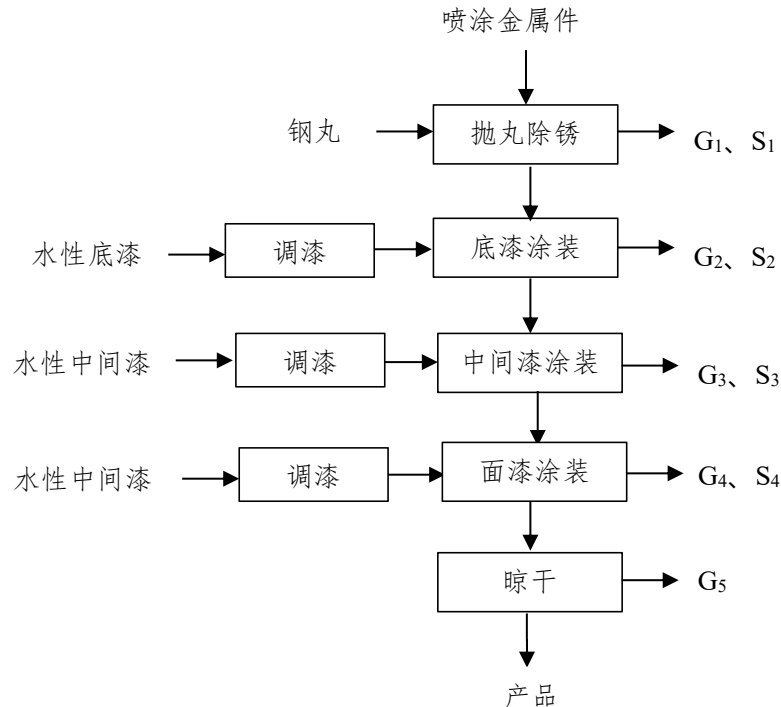 喷涂金属件
钢丸
抛丸除锈
G₁、 S₁
水性底漆
调漆
底漆涂装
G₂、 S₂
水性中间漆
调漆
中间漆涂装
G₃、 S₃
水性中间漆
调漆
面漆涂装
G₄、 S₄
晾干
G₅
产品